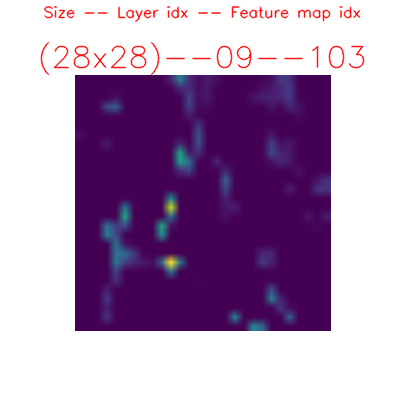 Size -- Layer idx -- Feature map idx
(28x28)--09--103